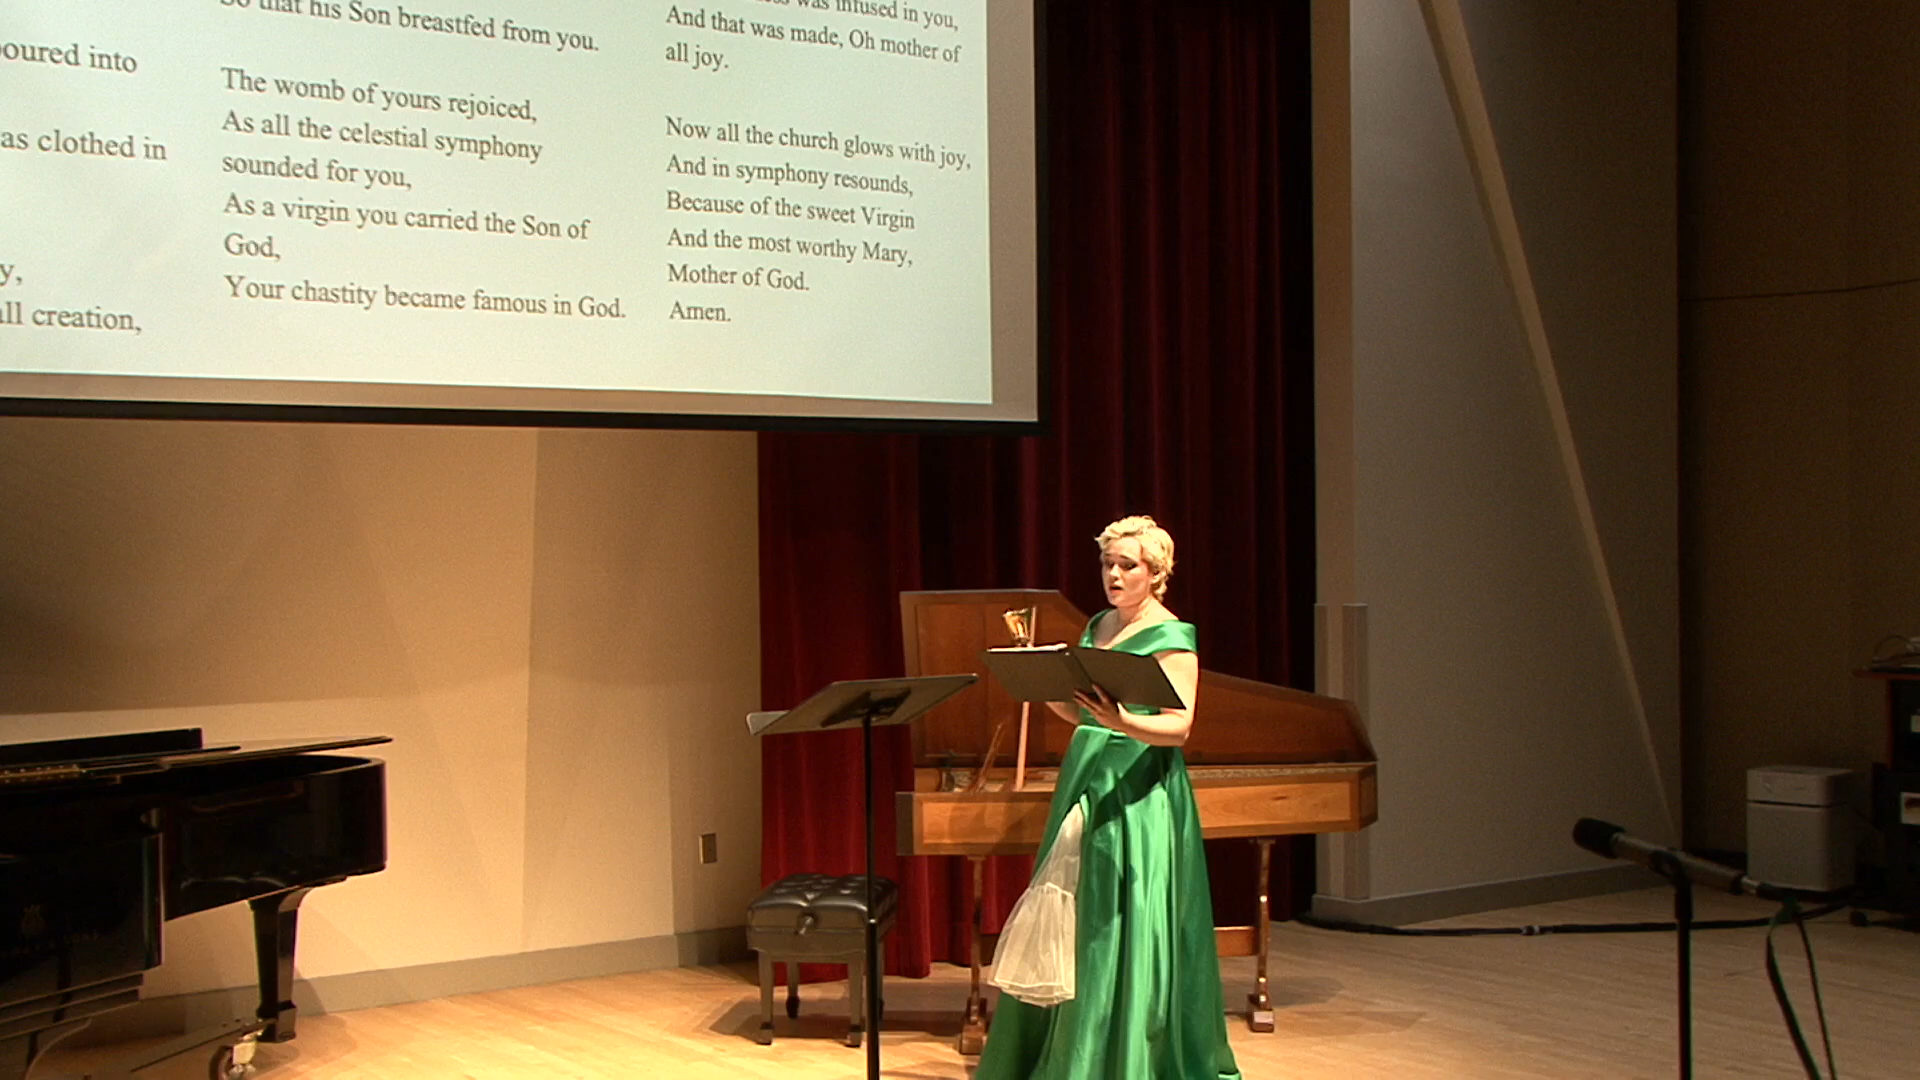 poured into
as clothed in
y,
all creation,
So that his Son breastfed from you.
The womb of yours rejoiced,
As all the celestial symphony
sounded for you,
As a virgin you carried the Son of
God,
Your chastity became famous in God.
was infused in you,
And that was made, Oh mother of
all joy.
Now all the church glows with joy,
And in symphony resounds,
Because of the sweet Virgin
And the most worthy Mary,
Mother of God.
Amen.